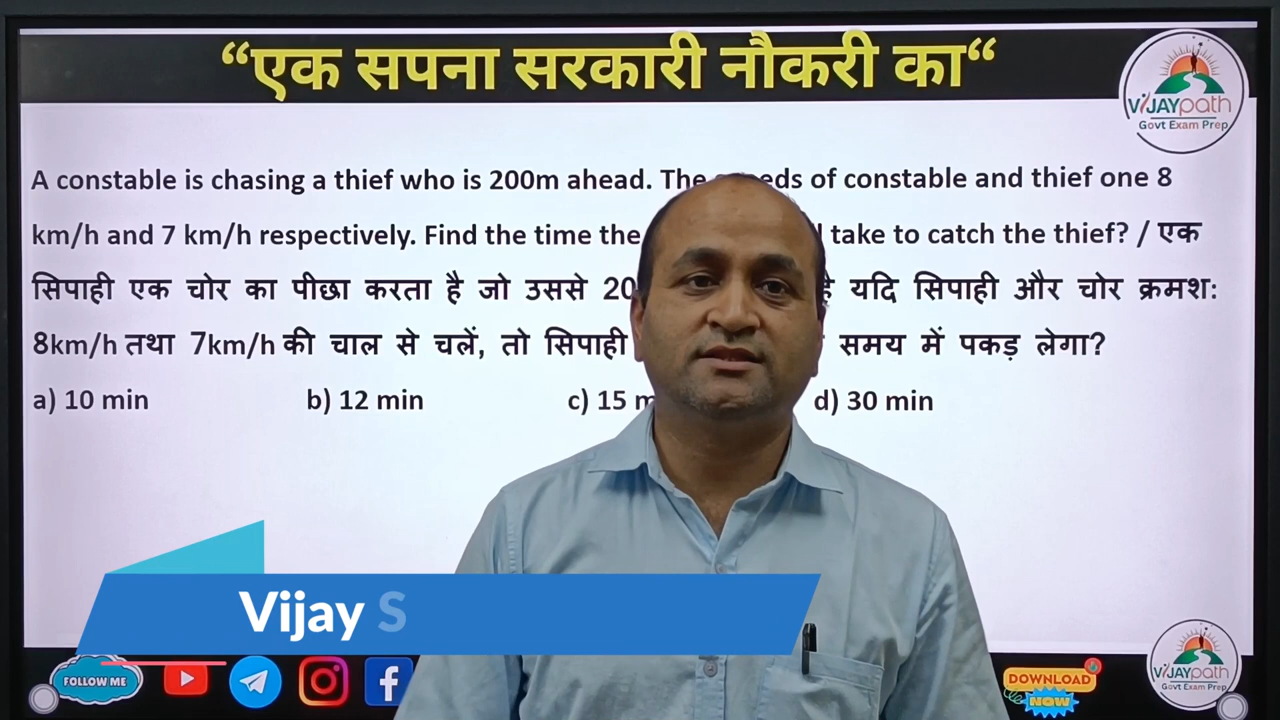 “एक सपना सरकारी नौकरी का“
VIJAYpath
Govt Exam Prep
A constable is chasing a thief who is 200m ahead. The of constable and thief one 8
km/h and 7 km/h respectively. Find the time the take to catch the thief? / एक
सिपाही एक चोर का पीछा करता है जो उससे 20 है यदि सिपाही और चोर क्रमश:
8km/h तथा 7km/h की चाल से चलें, तो सिपाही समय में पकड़ लेगा?
a) 10 min b) 12 min c) 15 d) 30 min
Vijay S
FOLLOW ME
DOWNLOAD
NOW
VIJAYpath
Govt Exam Prep